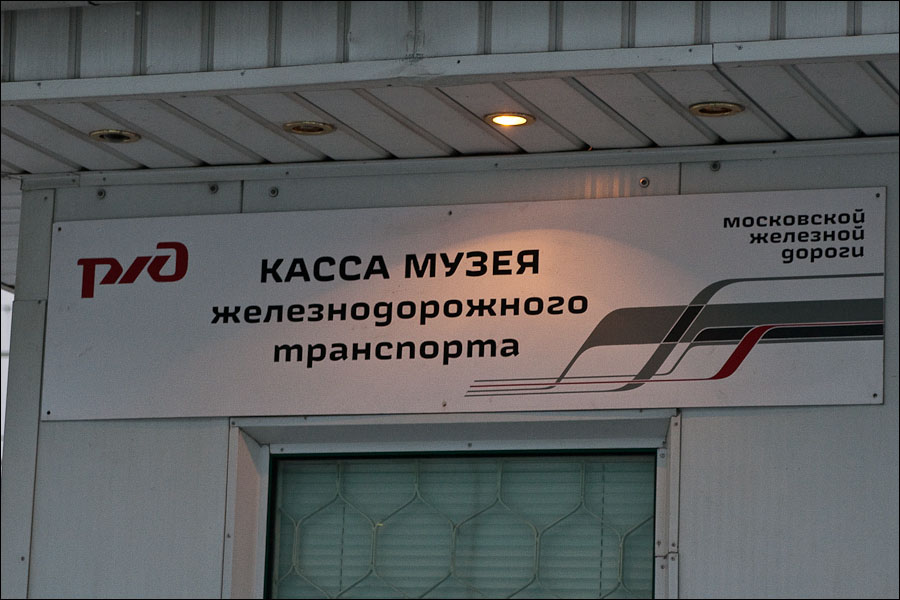 ржд
КАССА МУЗЕЯ
железнодорожного
транспорта
московской
железной
дороги